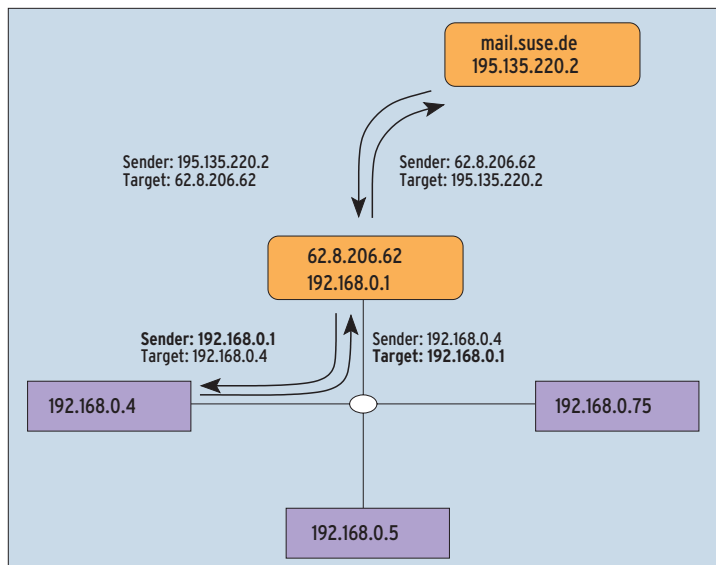 mail.suse.de
195.135.220.2
Sender: 195.135.220.2
Target: 62.8.206.62
Sender: 62.8.206.62
Target: 195.135.220.2
62.8.206.62
192.168.0.1
Sender: 192.168.0.1
Target: 192.168.0.4
Sender: 192.168.0.4
Target: 192.168.0.1
192.168.0.4
192.168.0.75
192.168.0.5